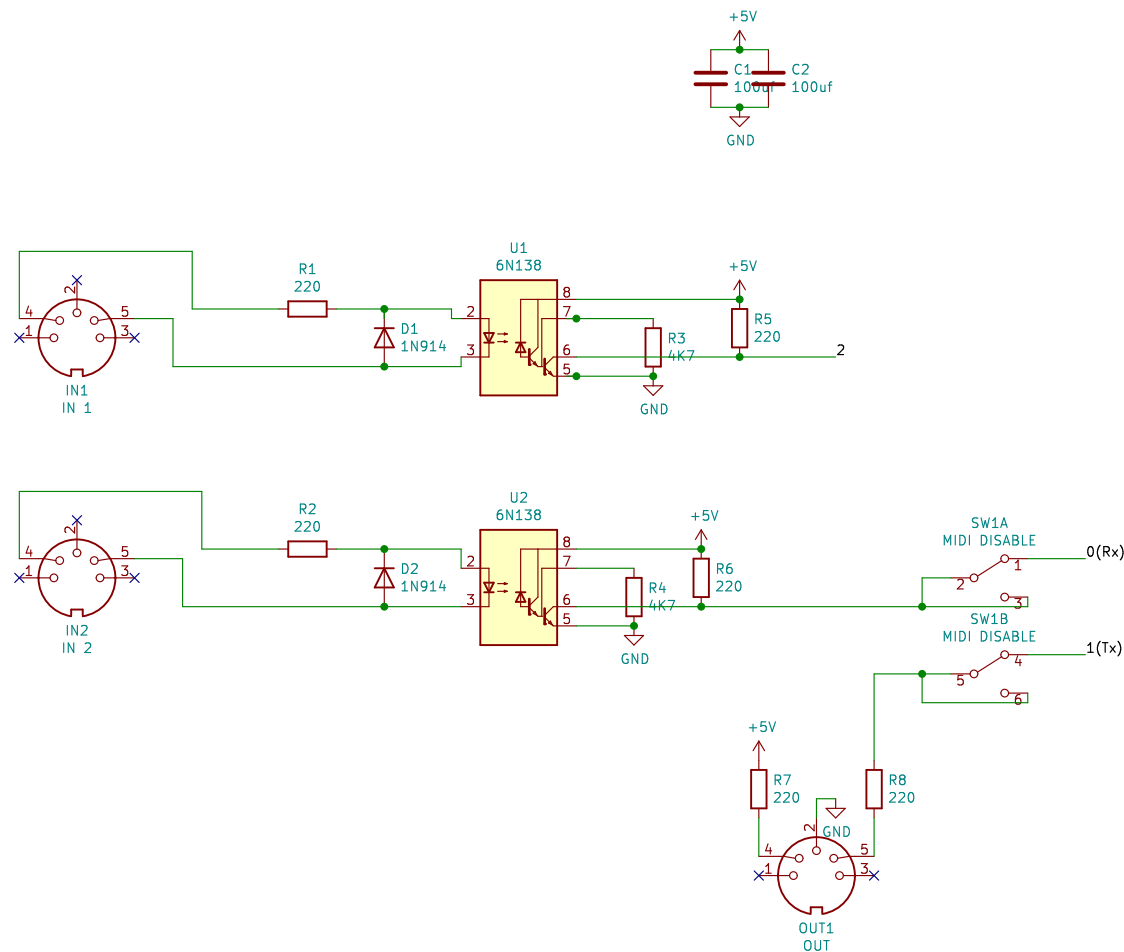 +5V
C1
100uf
C2
100uf
GND
U1
6N138
R1
220
+5V
4
2
5
1
3
IN1
IN 1
D1
1N914
2
3
8
7
6
5
R3
4K7
GND
R5
220
2
U2
6N138
R2
220
+5V
4
2
5
1
3
IN2
IN 2
D2
1N914
2
3
8
7
6
5
R4
4K7
GND
R6
220
SW1A
MIDI DISABLE
2
1
3
0(Rx)
SW1B
MIDI DISABLE
5
4
6
1(Tx)
+5V
R7
220
R8
220
GND
2
4
5
1
3
OUT1
OUT